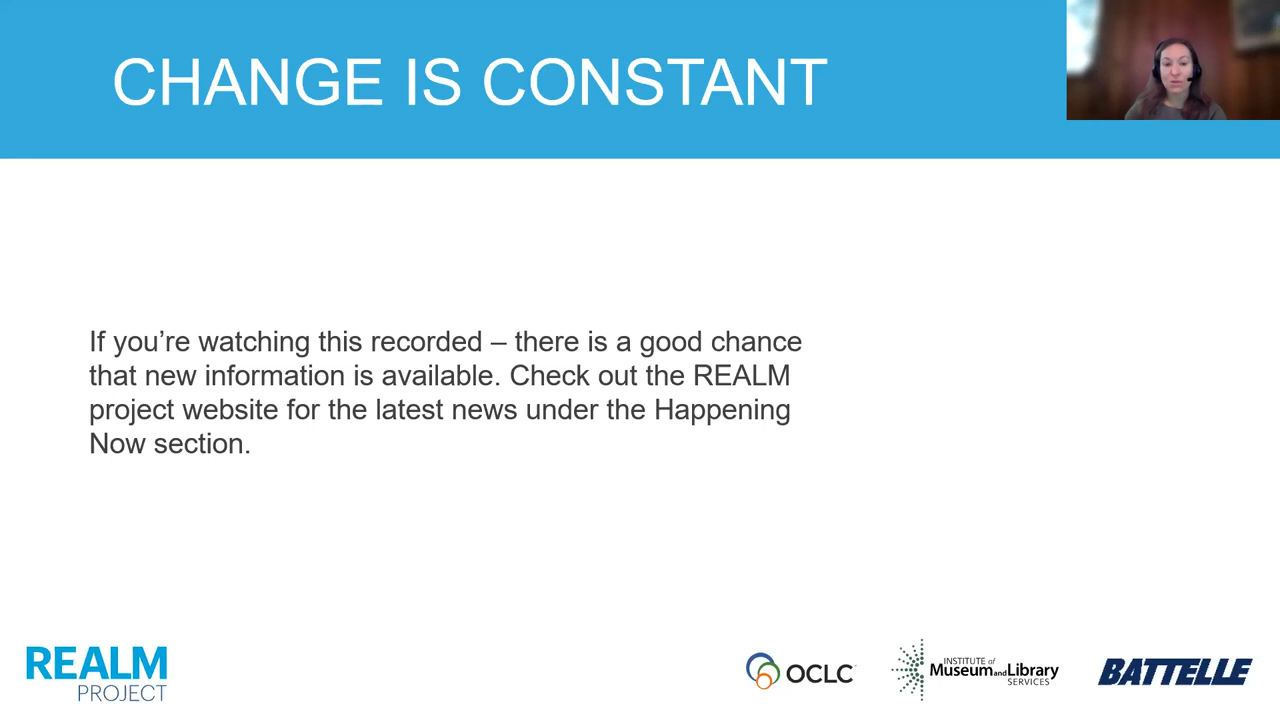 CHANGE IS CONSTANT
If you're watching this recorded – there is a good chance
that new information is available. Check out the REALM
project website for the latest news under the Happening
Now section.
REALM
PROJECT
OCLC
INSTITUTE of
Museum and Library
SERVICES
BATTELLE